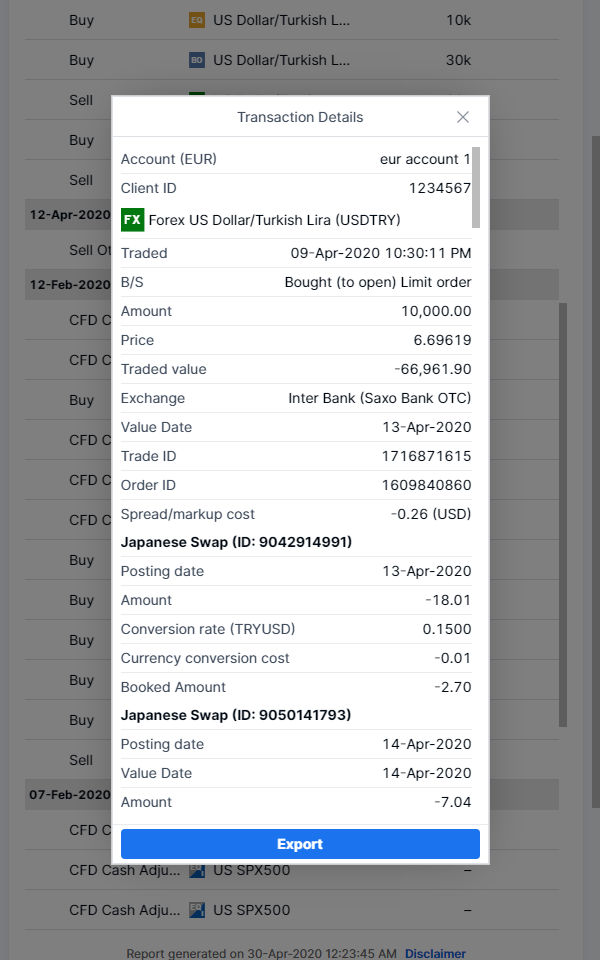 Buy EQ US Dollar/Turkish L... 10k
Buy BO US Dollar/Turkish L... 30k
Sell
Transaction Details
Buy
Account (EUR) eur account 1
Sell
Client ID 1234567
12-Apr-2020
FX Forex US Dollar/Turkish Lira (USDTRY)
Sell Ot
Traded 09-Apr-2020 10:30:11 PM
12-Feb-2020
B/S Bought (to open) Limit order
Amount 10,000.00
CFD C
Price 6.69619
CFD C
Traded value -66,961.90
Buy
Exchange Inter Bank (Saxo Bank OTC)
Value Date 13-Apr-2020
CFD C
Trade ID 1716871615
CFD C
Order ID 1609840860
Spread/markup cost -0.26 (USD)
CFD C
Japanese Swap (ID: 9042914991)
Buy
Posting date 13-Apr-2020
Amount -18.01
Buy
Conversion rate (TRYUSD) 0.1500
Buy
Currency conversion cost -0.01
Buy
Booked Amount -2.70
Japanese Swap (ID: 9050141793)
Buy
Posting date 14-Apr-2020
Sell
Value Date 14-Apr-2020
07-Feb-2020
Amount -7.04
CFD C
Export
CFD Cash Adju... US SPX500 –
CFD Cash Adju... US SPX500 –
Report generated on 30-Apr-2020 12:23:45 AM Disclaimer